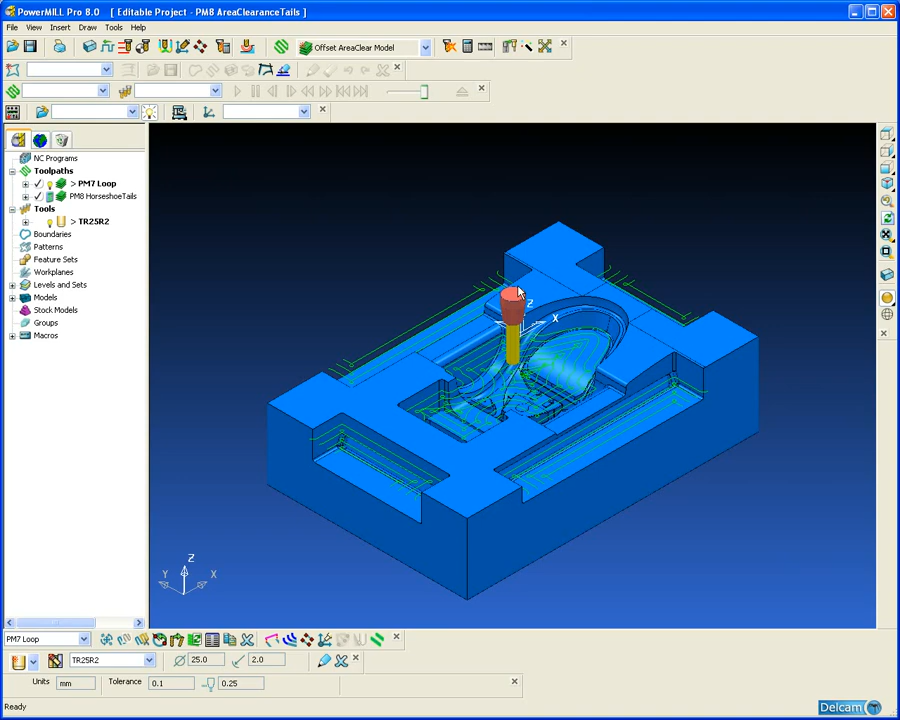 PowerMILL Pro 8.0 [ Editable Project - PM8 AreaClearanceTails ]
File View Insert Draw Tools Help
Offset AreaClear Model
NC Programs
Toolpaths
> PM7 Loop
PM8 HorseshoeTails
Tools
> TR25R2
Boundaries
Patterns
Feature Sets
Workplanes
Levels and Sets
Models
Stock Models
Groups
Macros
Z
X
Z
Y
X
PM7 Loop
TR25R2
25.0
2.0
Units
mm
Tolerance
0.1
0.25
Ready
Delcam